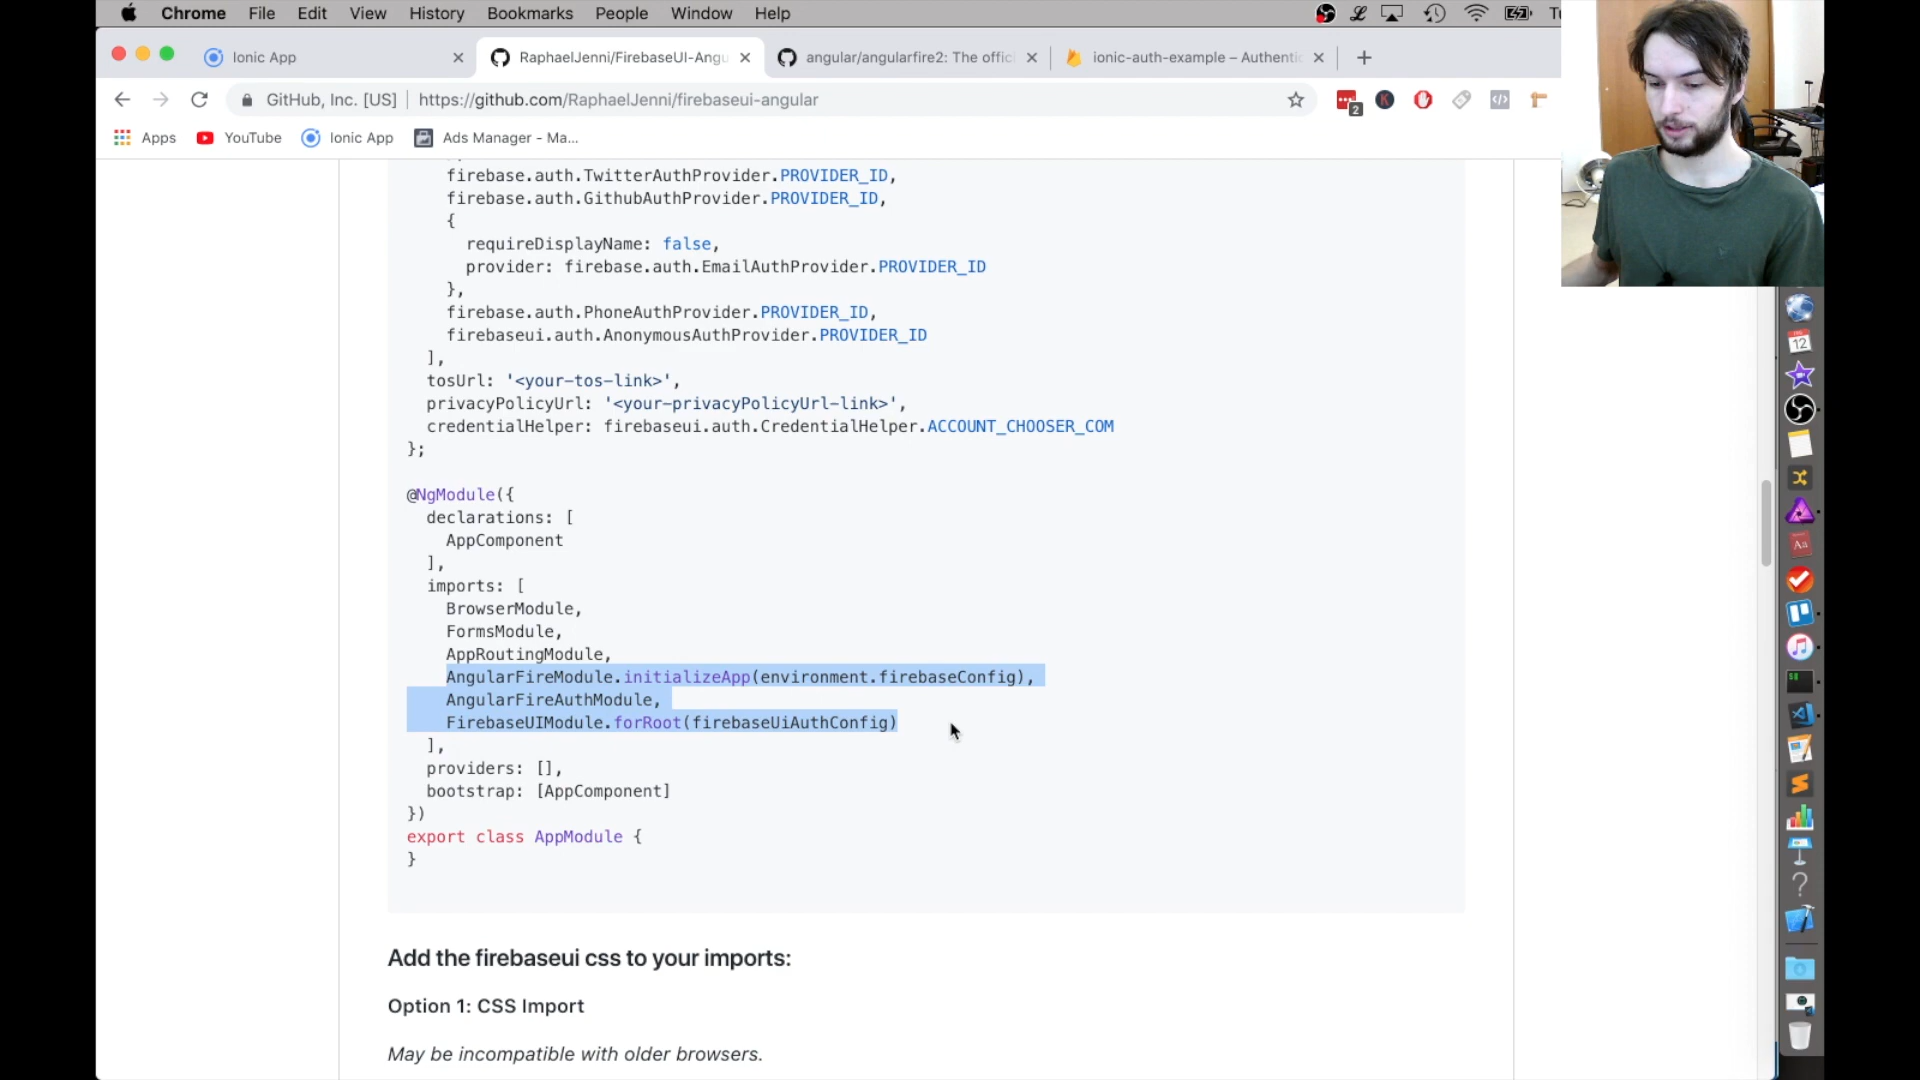 Chrome File Edit View History Bookmarks People Window Help
Ionic App
RaphaelJenni/FirebaseUI-Angu
angular/angularfire2: The offici
ionic-auth-example – Authentic
GitHub, Inc. [US] https://github.com/RaphaelJenni/firebaseui-angular
2
K
Apps YouTube Ionic App Ads Manager - Ma...
firebase.auth.TwitterAuthProvider.PROVIDER_ID,
firebase.auth.GithubAuthProvider.PROVIDER_ID,
{
requireDisplayName: false,
provider: firebase.auth.EmailAuthProvider.PROVIDER_ID
},
firebase.auth.PhoneAuthProvider.PROVIDER_ID,
firebaseui.auth.AnonymousAuthProvider.PROVIDER_ID
],
tosUrl: '<your-tos-link>',
privacyPolicyUrl: '<your-privacyPolicyUrl-link>',
credentialHelper: firebaseui.auth.CredentialHelper.ACCOUNT_CHOOSER_COM
};
@NgModule({
declarations: [
AppComponent
],
imports: [
BrowserModule,
FormsModule,
AppRoutingModule,
AngularFireModule.initializeApp(environment.firebaseConfig),
AngularFireAuthModule,
FirebaseUIModule.forRoot(firebaseUiAuthConfig)
],
providers: [],
bootstrap: [AppComponent]
})
export class AppModule {
}
Add the firebaseui css to your imports:
Option 1: CSS Import
May be incompatible with older browsers.
12
Aa